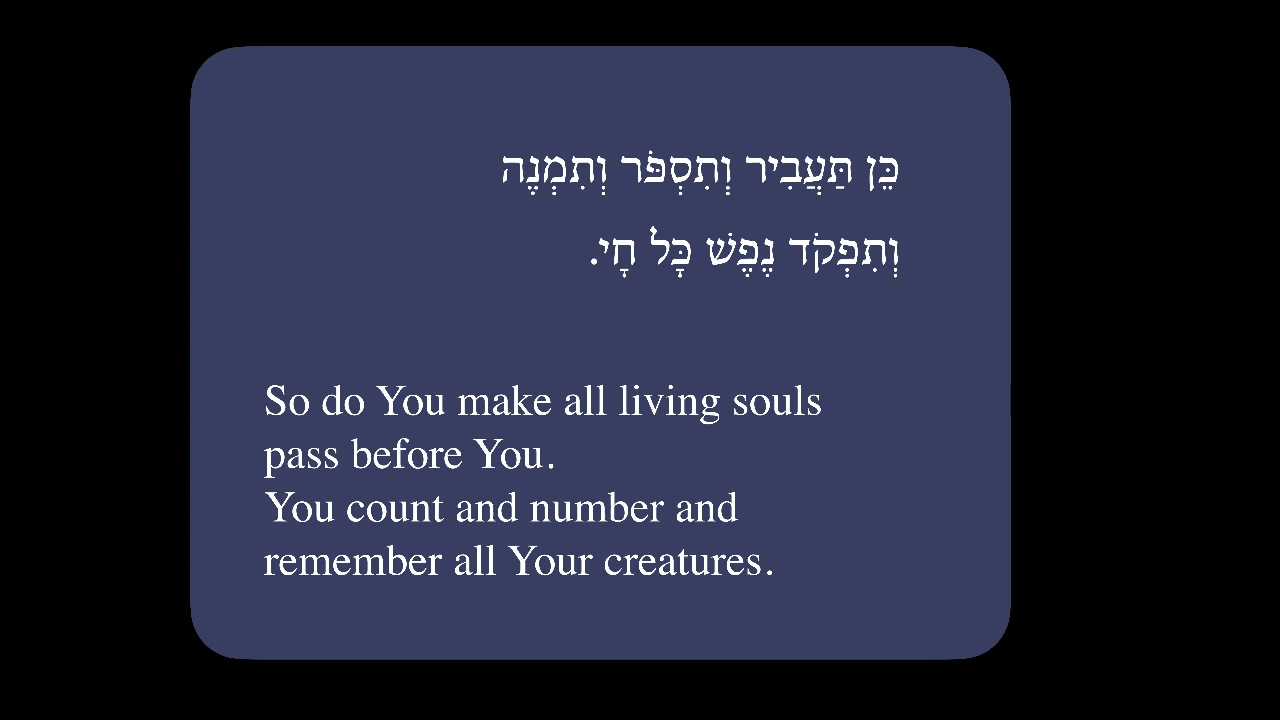 כֵּן תַּעֲבִיר וְתִסְפֹּר וְתִמְנֶה
וְתִפְקֹד נֶפֶשׁ כָּל חָי.
So do You make all living souls
pass before You.
You count and number and
remember all Your creatures.